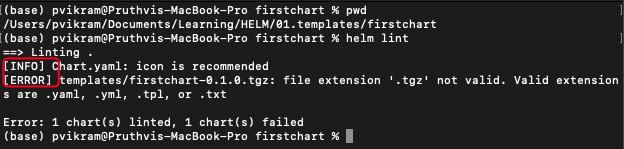 (base) pvikram@Pruthvis-MacBook-Pro firstchart % pwd
/Users/pvikram/Documents/Learning/HELM/01.templates/firstchart
(base) pvikram@Pruthvis-MacBook-Pro firstchart % helm lint
==> Linting .
[INFO] Chart.yaml: icon is recommended
[ERROR] templates/firstchart-0.1.0.tgz: file extension '.tgz' not valid. Valid extension
s are .yaml, .yml, .tpl, or .txt
Error: 1 chart(s) linted, 1 chart(s) failed
(base) pvikram@Pruthvis-MacBook-Pro firstchart %